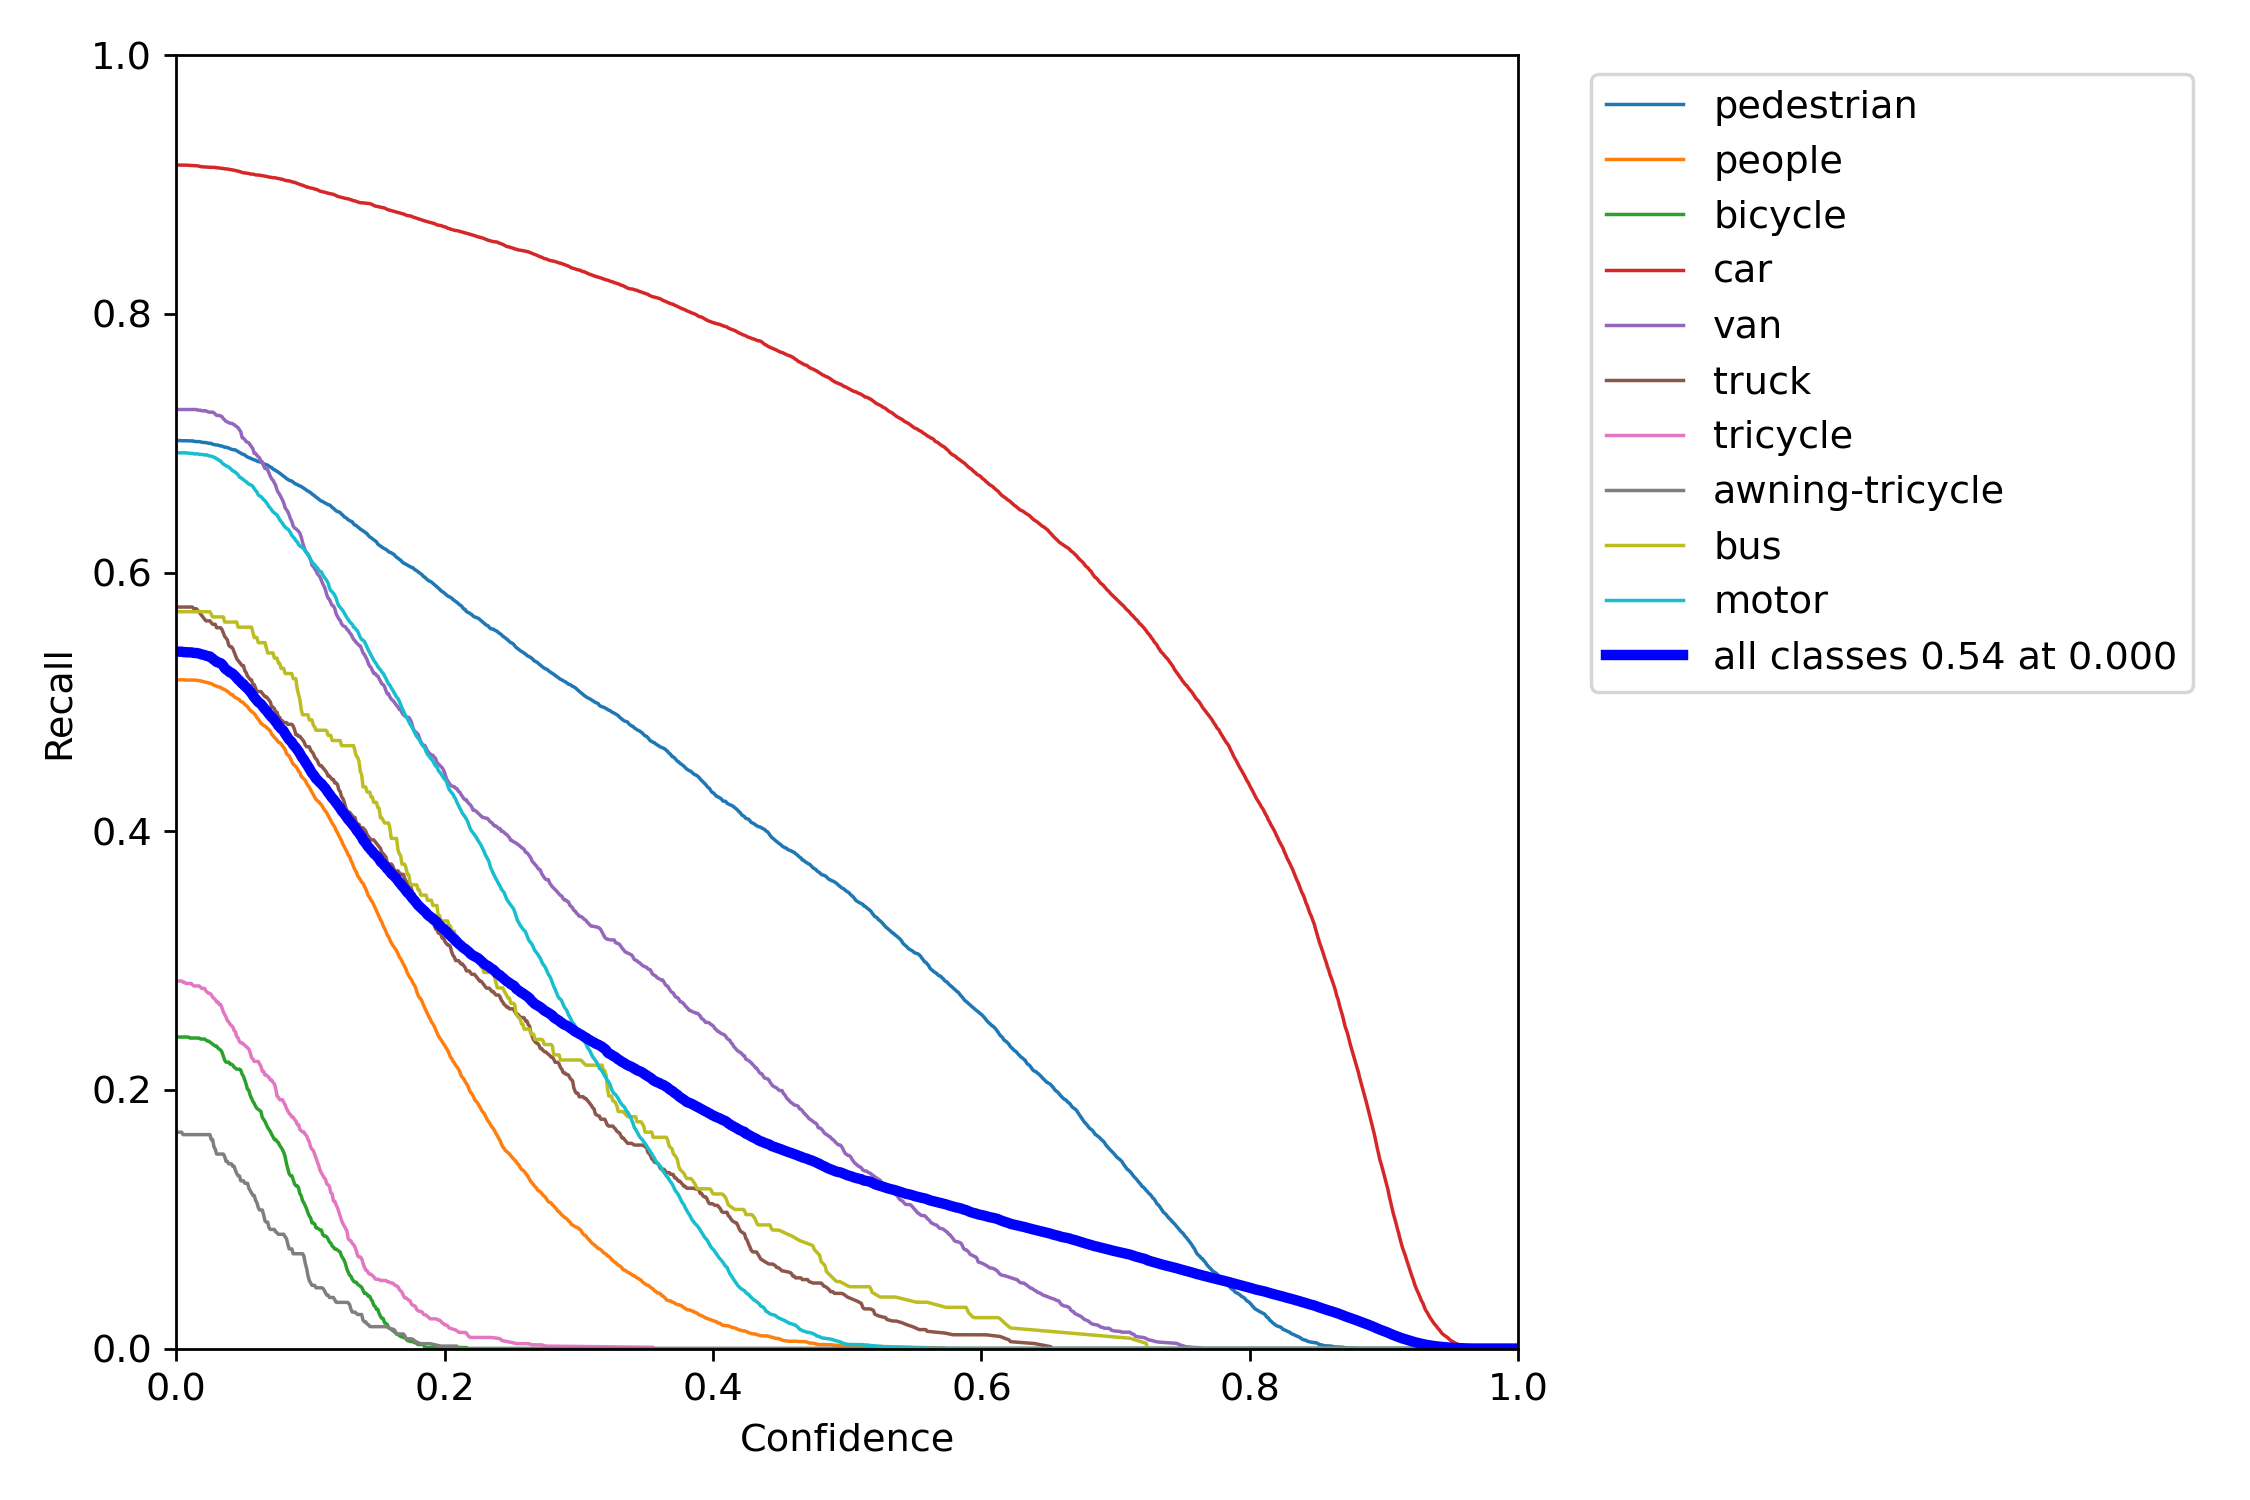 1.0
0.8
0.6
0.4
0.2
0.0
Recall
0.0 0.2 0.4 0.6 0.8 1.0
Confidence
pedestrian
people
bicycle
car
van
truck
tricycle
awning-tricycle
bus
motor
all classes 0.54 at 0.000